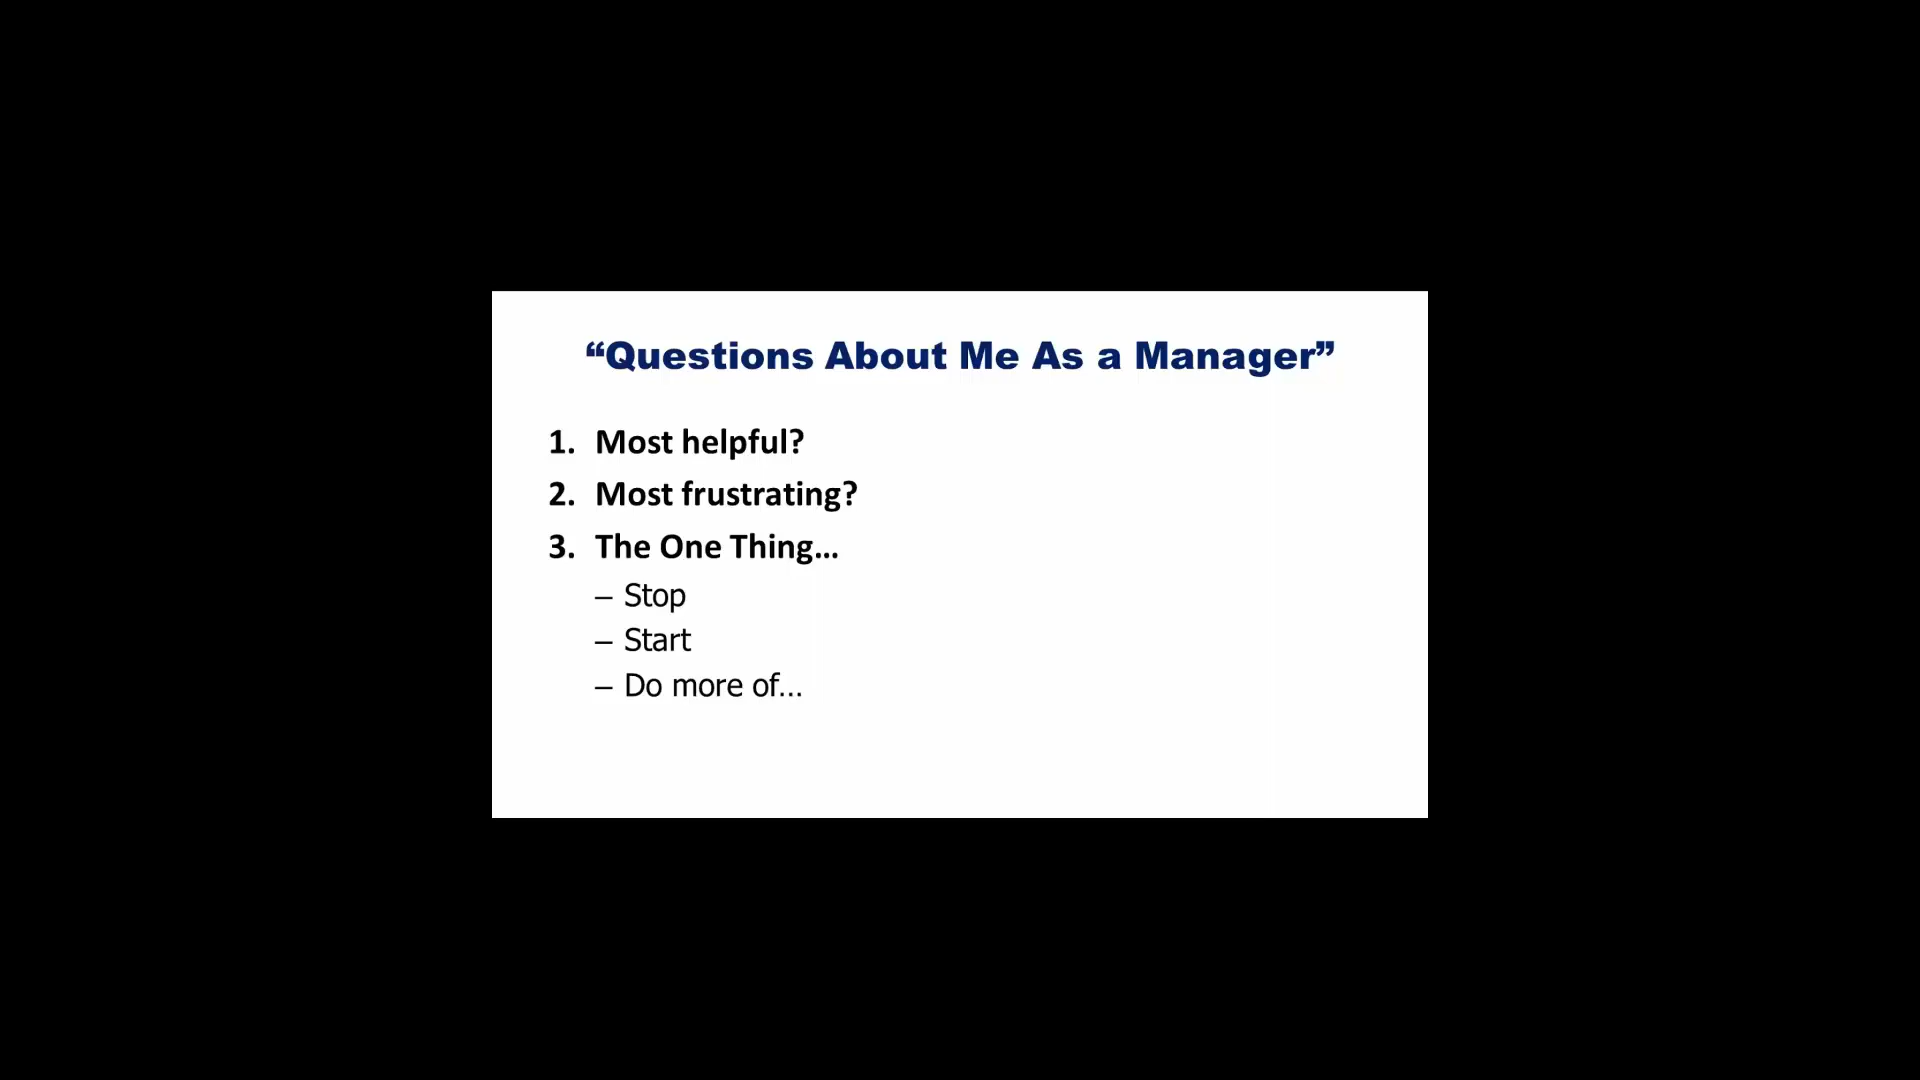 “Questions About Me As a Manager”
1. Most helpful?
2. Most frustrating?
3. The One Thing...
– Stop
– Start
– Do more of...